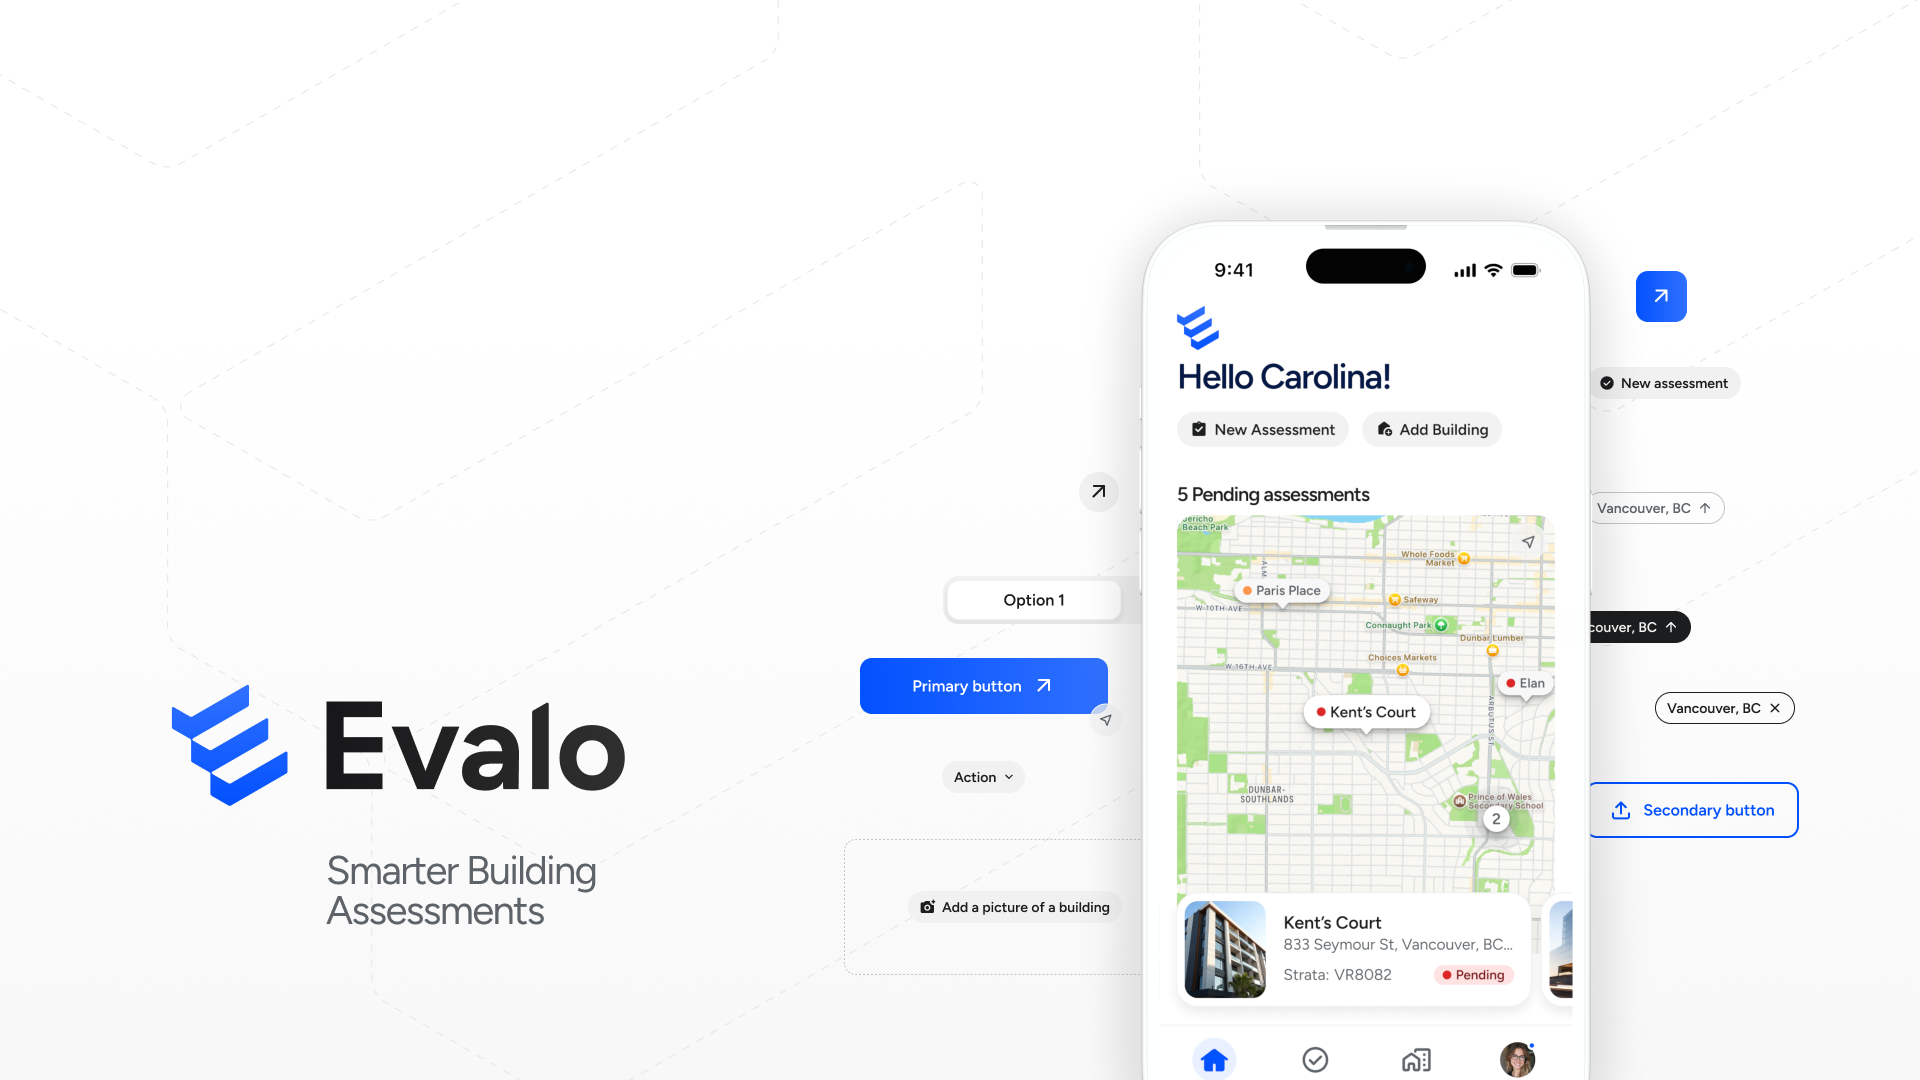 Evalo
Smarter Building
Assessments
Option 1
Primary button
Action
Add a picture of a building
9:41
Hello Carolina!
New Assessment
Add Building
5 Pending assessments
Jericho
Beach Park
Whole Foods
Market
Paris Place
W 10TH AVE
Safeway
Connaught Park
Dunbar Lumber
Choices Markets
W 16TH AVE
Elan
Kent's Court
ARBUTUS ST
DUNBAR-
SOUTHLANDS
Prince of Wales
Secondary School
2
Kent's Court
833 Seymour St, Vancouver, BC...
Strata: VR8082
Pending
New assessment
Vancouver, BC
couver, BC
Vancouver, BC
Secondary button